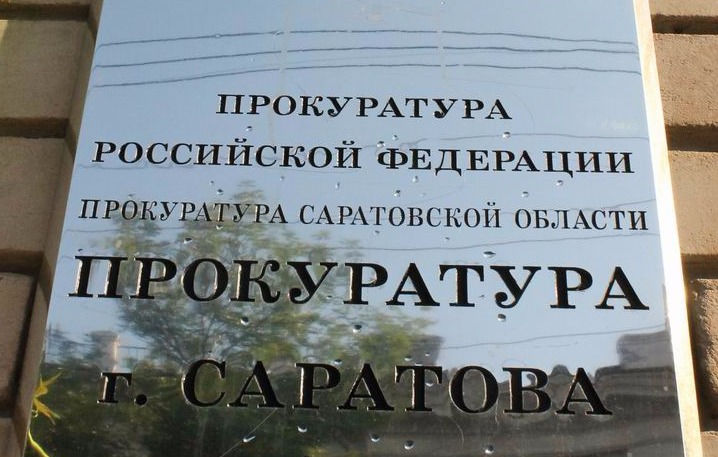 ПРОКУРАТУРА
РОССИЙСКОЙ ФЕДЕРАЦИИ
ПРОКУРАТУРА САРАТОВСКОЙ ОБЛАСТИ
ПРОКУРАТУРА
г. САРАТОВА